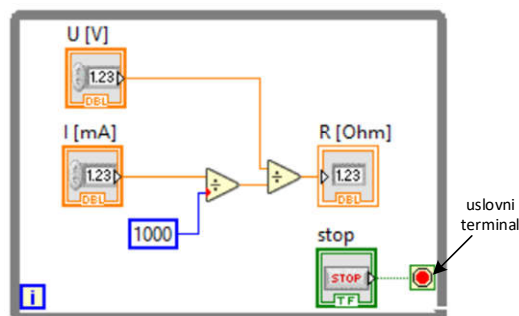 U [V]
1.23
DBL
I [mA]
1.23
DBL
1000
R [Ohm]
1.23
DBL
stop
STOP
TF
uslovni
terminal
i